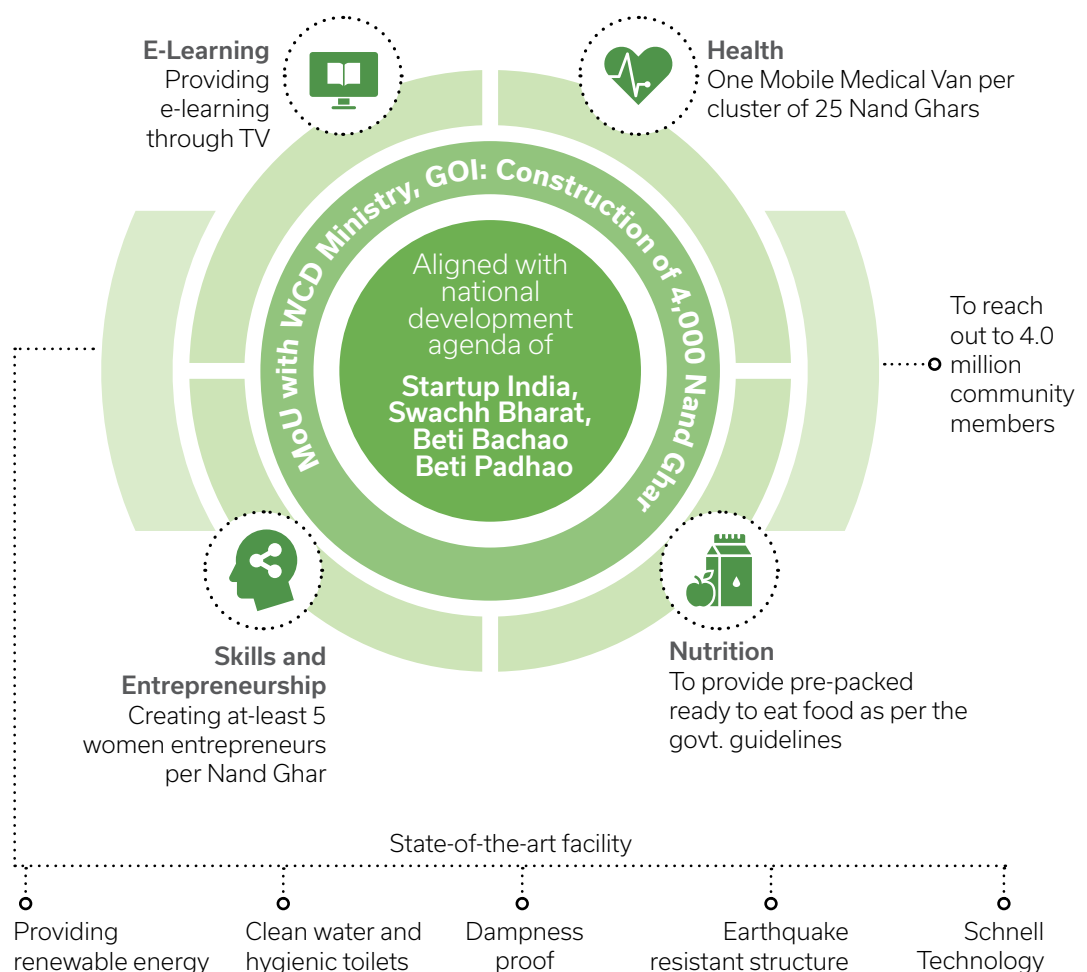 E-Learning
Providing
e-learning
through TV
Health
One Mobile Medical Van per
cluster of 25 Nand Ghars
MoU with WCD Ministry, GOI: Construction of 4,000 Nand Ghar
Aligned with
national
development
agenda of
Startup India,
Swachh Bharat,
Beti Bachao
Beti Padhao
To reach
out to 4.0
million
community
members
Skills and
Entrepreneurship
Creating at-least 5
women entrepreneurs
per Nand Ghar
Nutrition
To provide pre-packed
ready to eat food as per the
govt. guidelines
State-of-the-art facility
Providing
renewable energy
Clean water and
hygienic toilets
Dampness
proof
Earthquake
resistant structure
Schnell
Technology